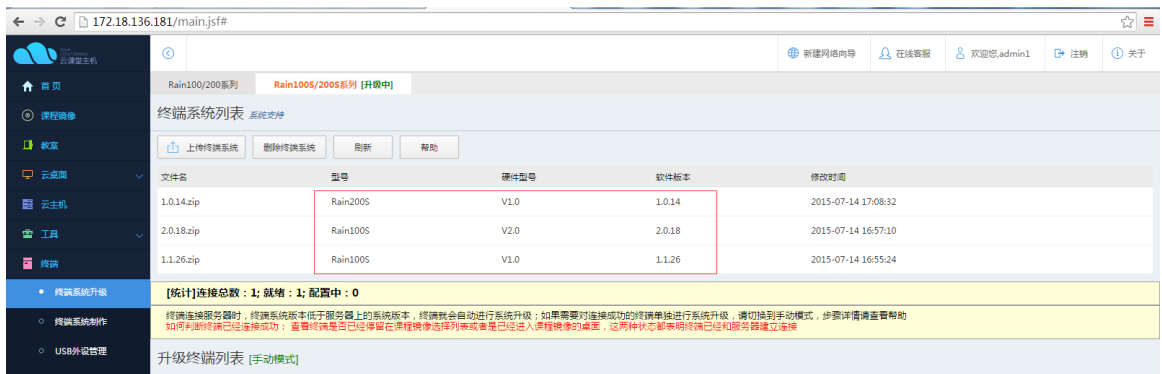 172.18.136.181/main.jsf#
云课堂主机
新建网络向导 在线客服 欢迎您,admin1 注销 关于
首页
课程镜像
教室
云桌面
云主机
工具
终端
终端系统升级
终端系统制作
USB外设管理
Rain100/200系列 Rain100S/200S系列 [升级中]
终端系统列表 系统支持
上传终端系统 删除终端系统 刷新 帮助
文件名 型号 硬件型号 软件版本 修改时间
1.0.14.zip Rain200S V1.0 1.0.14 2015-07-14 17:08:32
2.0.18.zip Rain100S V2.0 2.0.18 2015-07-14 16:57:10
1.1.26.zip Rain100S V1.0 1.1.26 2015-07-14 16:55:24
[统计]连接总数：1; 就绪：1; 配置中：0
终端连接服务器时，终端系统版本低于服务器上的系统版本，终端就会自动进行系统升级；如果需要对连接成功的终端单独进行系统升级，请切换到手动模式，步骤详情请查看帮助
如何判断终端已经连接成功： 查看终端是否已经停留在课程镜像选择列表或者是已经进入课程镜像的桌面，这两种状态都表明终端已经和服务器建立连接
升级终端列表 [手动模式]